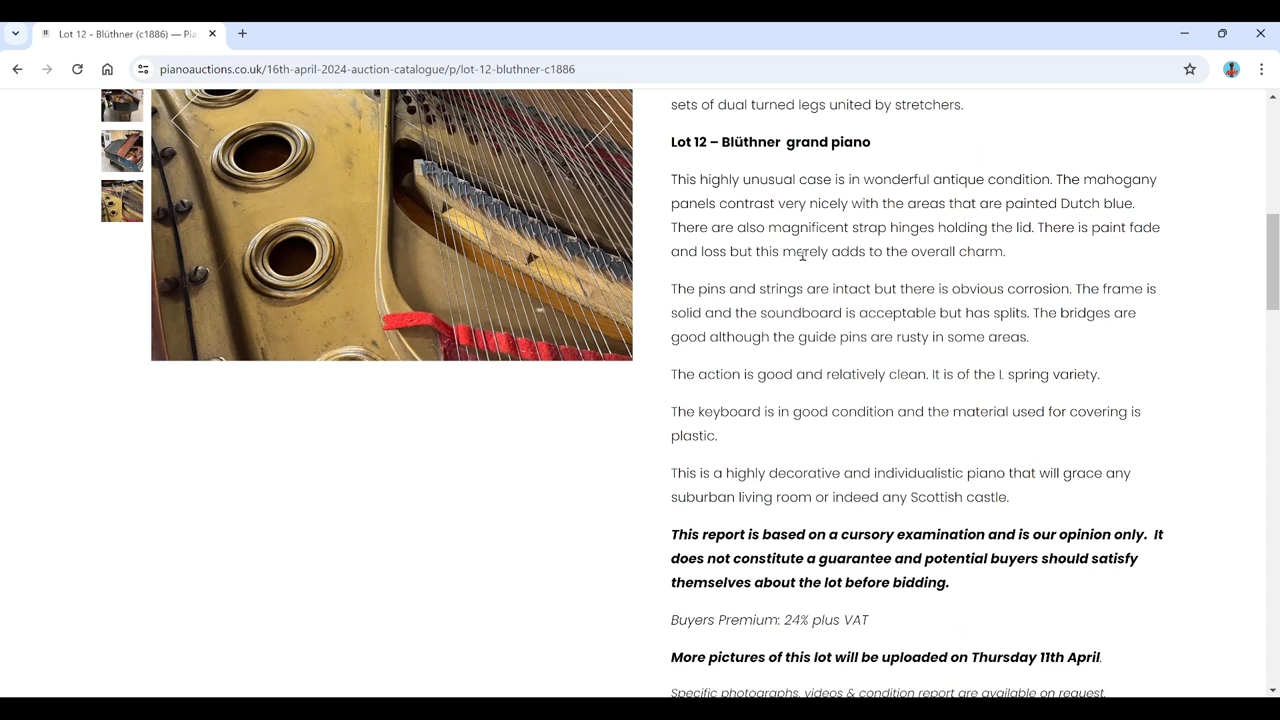 Lot 12 - Blüthner (c1886) — Pia
pianoauctions.co.uk/16th-april-2024-auction-catalogue/p/lot-12-bluthner-c1886
sets of dual turned legs united by stretchers.
Lot 12 – Blüthner grand piano
This highly unusual case is in wonderful antique condition. The mahogany
panels contrast very nicely with the areas that are painted Dutch blue.
There are also magnificent strap hinges holding the lid. There is paint fade
and loss but this merely adds to the overall charm.
The pins and strings are intact but there is obvious corrosion. The frame is
solid and the soundboard is acceptable but has splits. The bridges are
good although the guide pins are rusty in some areas.
The action is good and relatively clean. It is of the L spring variety.
The keyboard is in good condition and the material used for covering is
plastic.
This is a highly decorative and individualistic piano that will grace any
suburban living room or indeed any Scottish castle.
This report is based on a cursory examination and is our opinion only. It
does not constitute a guarantee and potential buyers should satisfy
themselves about the lot before bidding.
Buyers Premium: 24% plus VAT
More pictures of this lot will be uploaded on Thursday 11th April.
Specific photographs, videos & condition report are available on request.